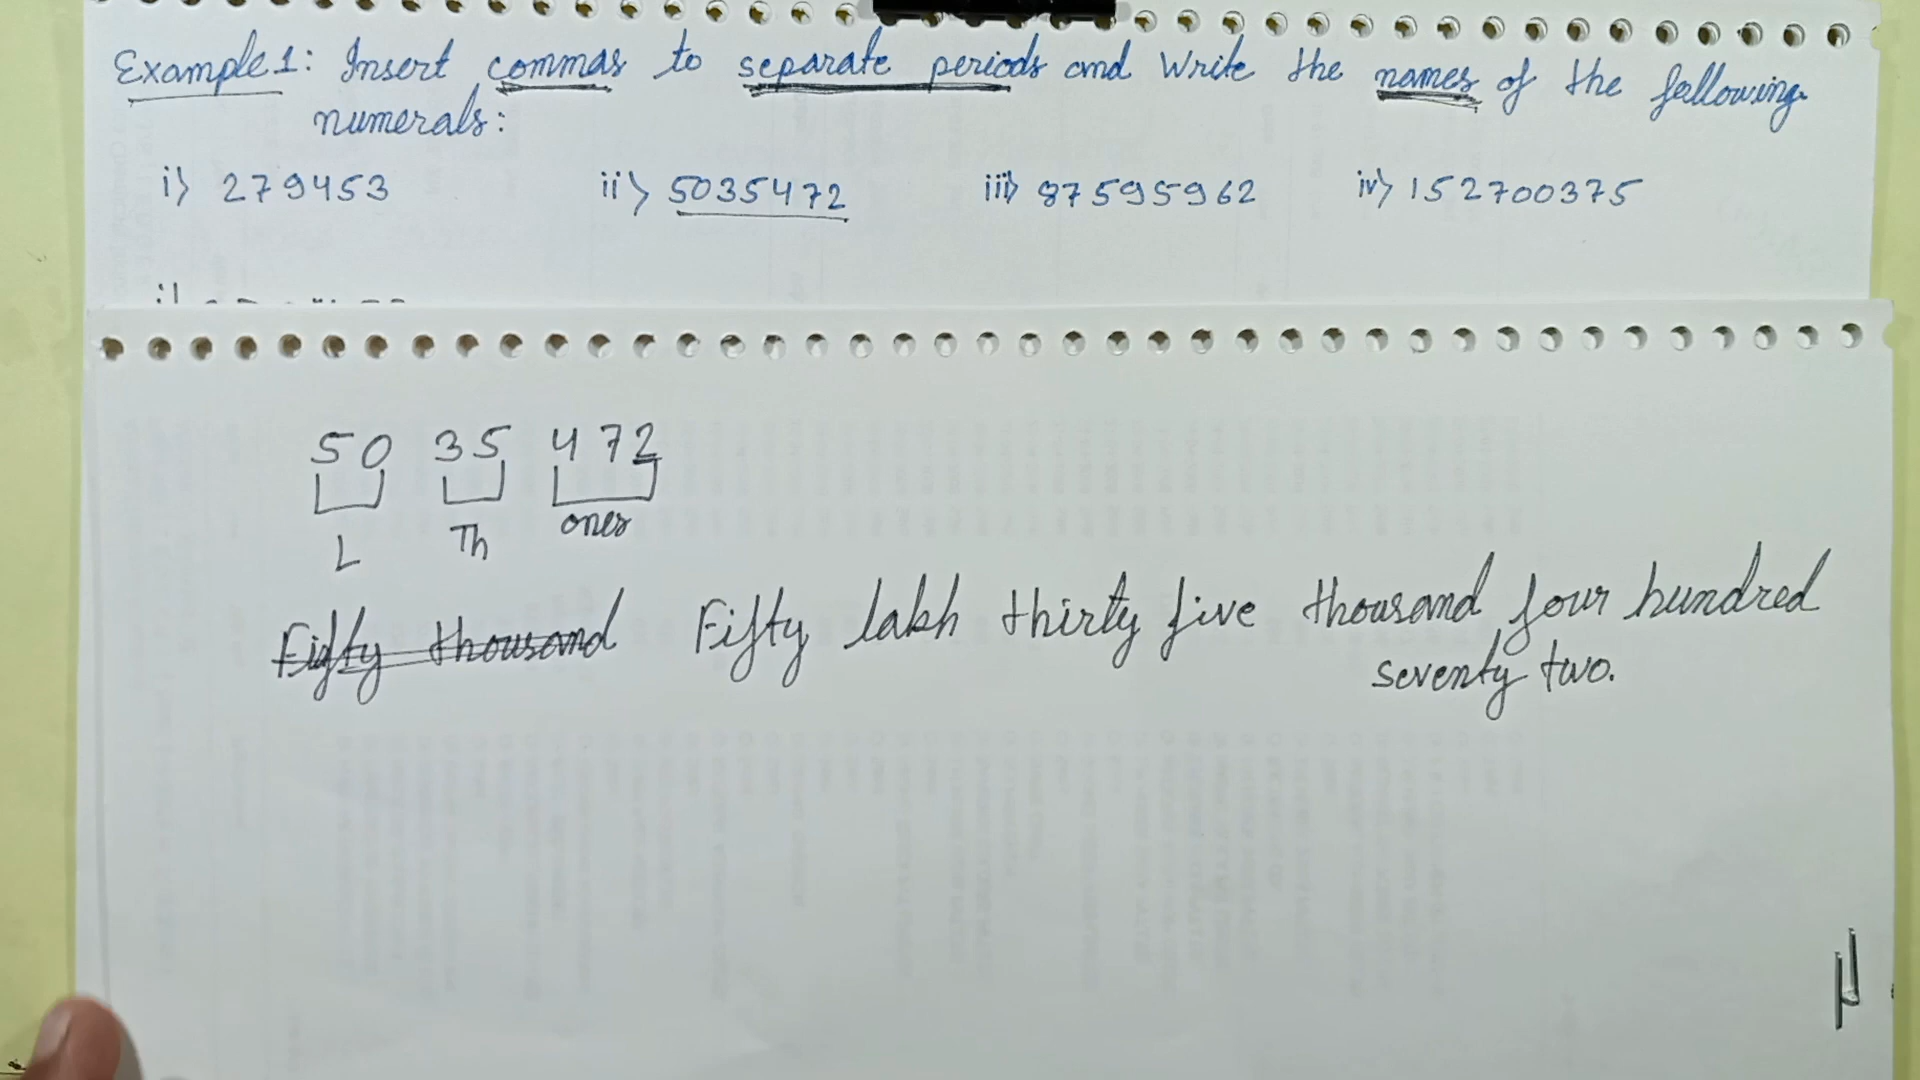 Example 1: Insert commas to separate periods and Write the names of the following
numerals:
i) 279453 ii) 5035472 iii) 87595962 iv) 152700375
50 35 472
L Th ones
Fifty thousand Fifty lakh thirty five thousand four hundred
seventy two.